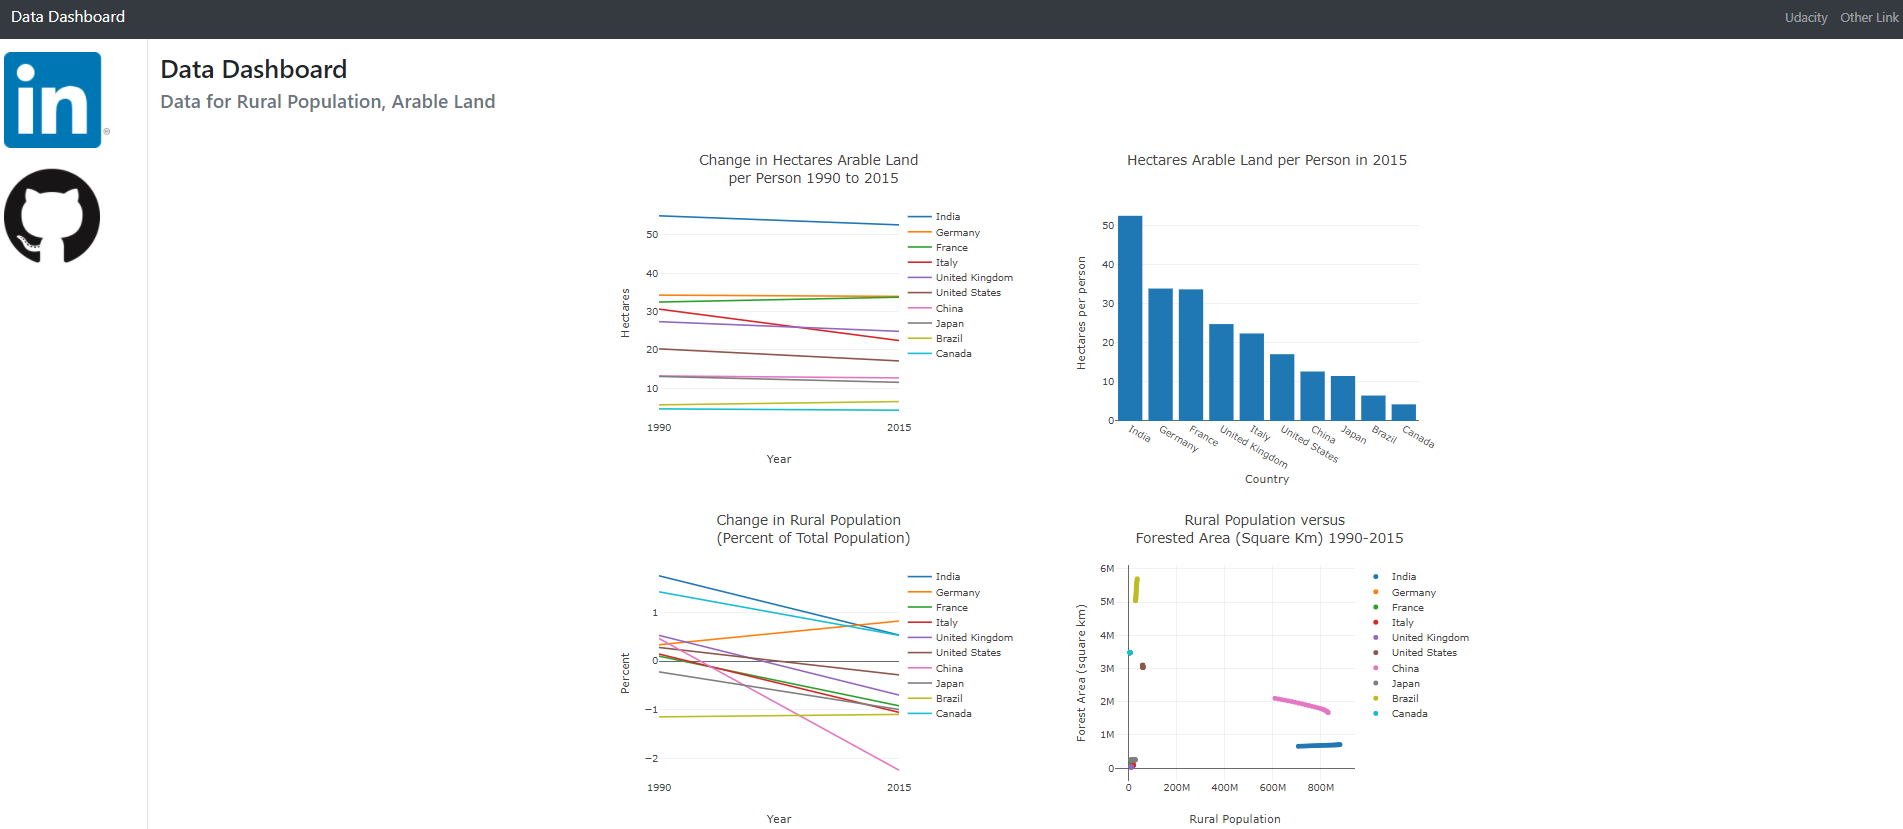 Data Dashboard
Udacity Other Link
in
®
Data Dashboard
Data for Rural Population, Arable Land
Change in Hectares Arable Land
per Person 1990 to 2015
Hectares
50
40
30
20
10
1990 2015
Year
India
Germany
France
Italy
United Kingdom
United States
China
Japan
Brazil
Canada
Hectares Arable Land per Person in 2015
Hectares per person
50
40
30
20
10
0
India Germany France United Kingdom Italy United States China Japan Brazil Canada
Country
Change in Rural Population
(Percent of Total Population)
Percent
1
0
−1
−2
1990 2015
Year
India
Germany
France
Italy
United Kingdom
United States
China
Japan
Brazil
Canada
Rural Population versus
Forested Area (Square Km) 1990-2015
Forest Area (square km)
6M
5M
4M
3M
2M
1M
0
0 200M 400M 600M 800M
Rural Population
India
Germany
France
Italy
United Kingdom
United States
China
Japan
Brazil
Canada